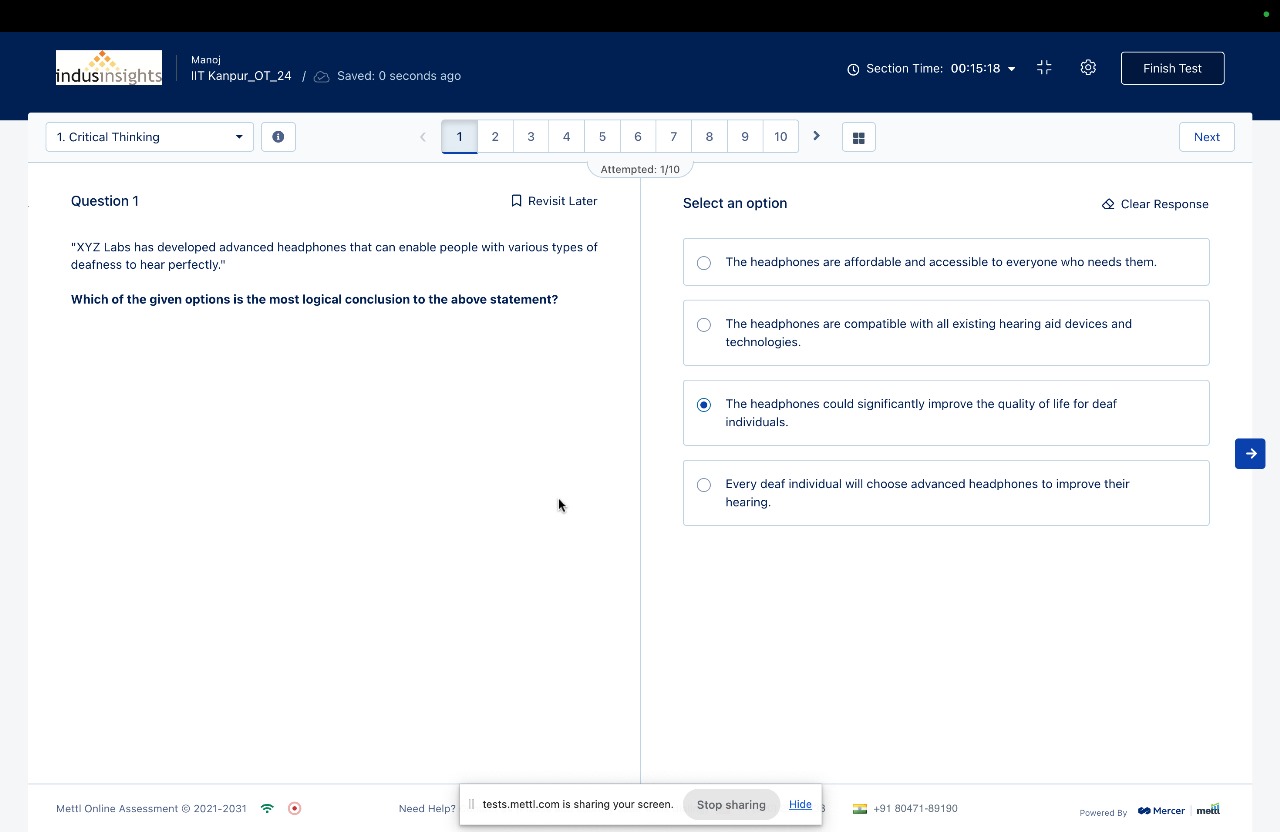 indusinsights
Manoj
IIT Kanpur_OT_24 / Saved: 0 seconds ago
Section Time: 00:15:18
Finish Test
1. Critical Thinking
1 2 3 4 5 6 7 8 9 10
Next
Attempted: 1/10
Question 1
Revisit Later
"XYZ Labs has developed advanced headphones that can enable people with various types of
deafness to hear perfectly."
Which of the given options is the most logical conclusion to the above statement?
Select an option
Clear Response
The headphones are affordable and accessible to everyone who needs them.
The headphones are compatible with all existing hearing aid devices and
technologies.
The headphones could significantly improve the quality of life for deaf
individuals.
Every deaf individual will choose advanced headphones to improve their
hearing.
Mettl Online Assessment © 2021-2031
Need Help?
tests.mettl.com is sharing your screen.
Stop sharing
Hide
+91 80471-89190
Powered By Mercer mettl